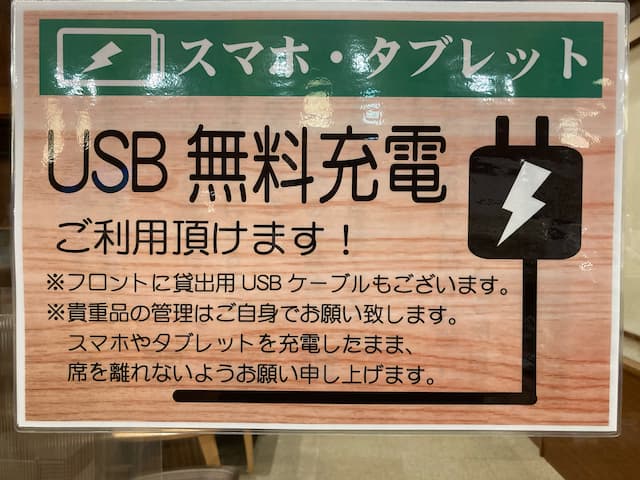 スマホ・タブレット
USB 無料充電
ご利用頂けます！
※フロントに貸出用 USB ケーブルもございます。
※貴重品の管理はご自身でお願い致します。
スマホやタブレットを充電したまま、
席を離れないようお願い申し上げます。